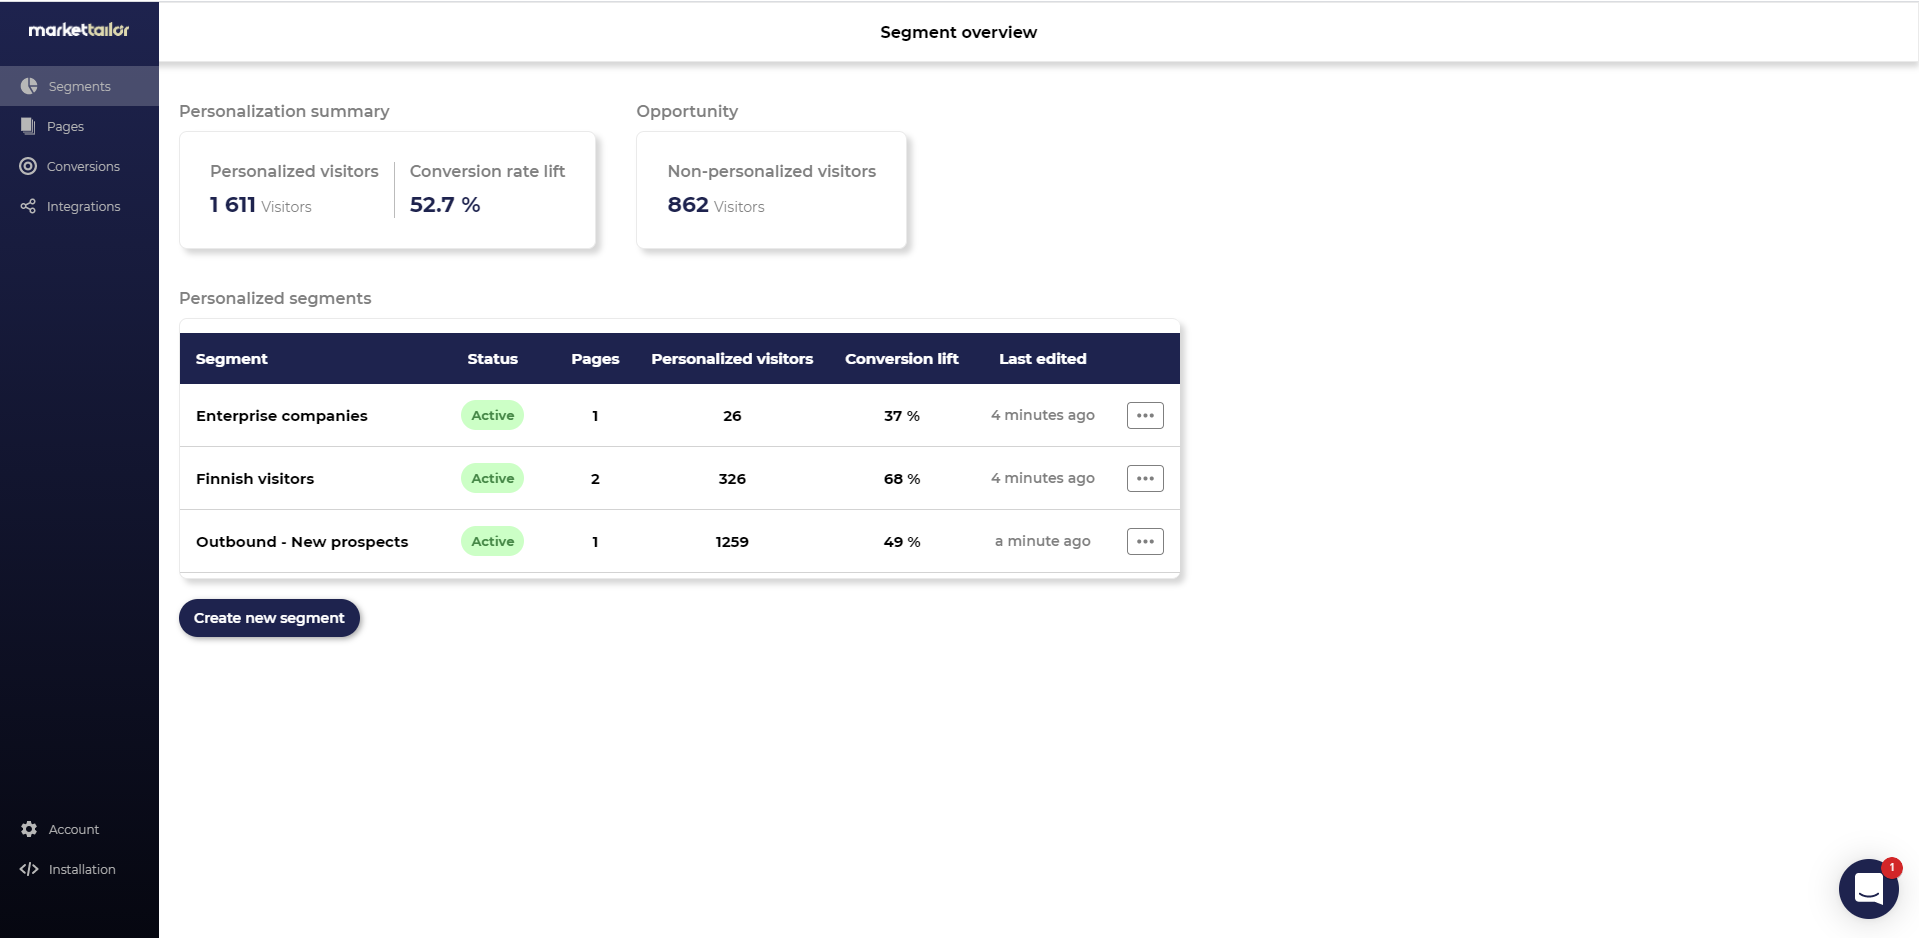 markettailor
Segment overview
Segments
Pages
Conversions
Integrations
Account
Installation
Personalization summary
Personalized visitors
1 611 Visitors
Conversion rate lift
52.7 %
Opportunity
Non-personalized visitors
862 Visitors
Personalized segments
Segment Status Pages Personalized visitors Conversion lift Last edited
Enterprise companies Active 1 26 37 % 4 minutes ago
Finnish visitors Active 2 326 68 % 4 minutes ago
Outbound - New prospects Active 1 1259 49 % a minute ago
Create new segment
1